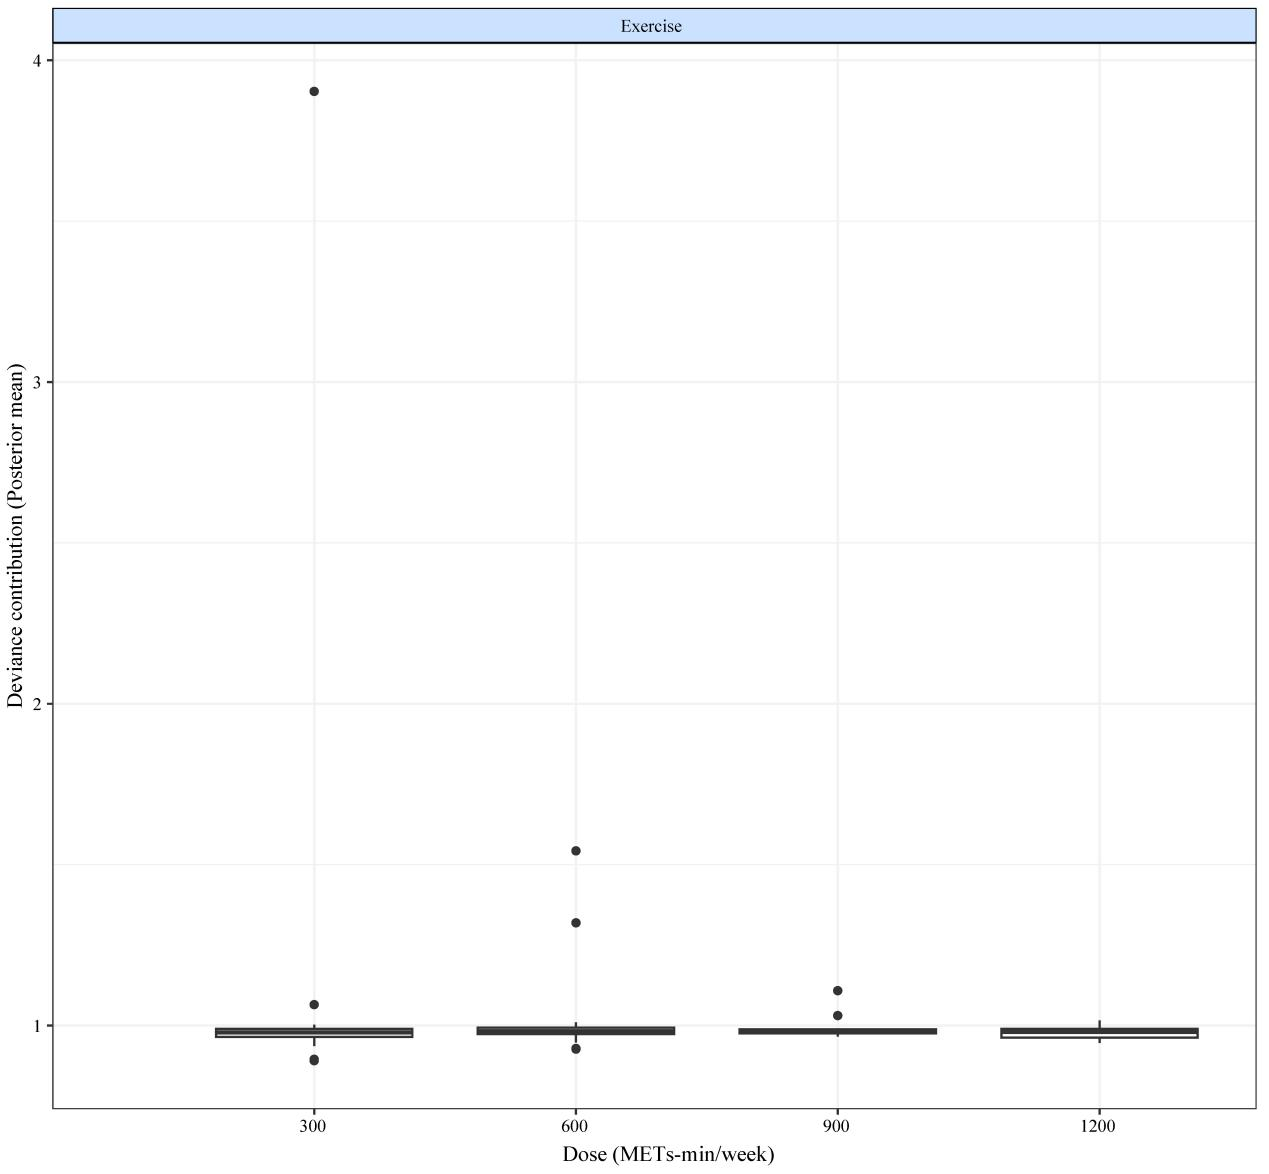 Exercise
Deviance contribution (Posterior mean)
4
3
2
1
300 600 900 1200
Dose (METs-min/week)